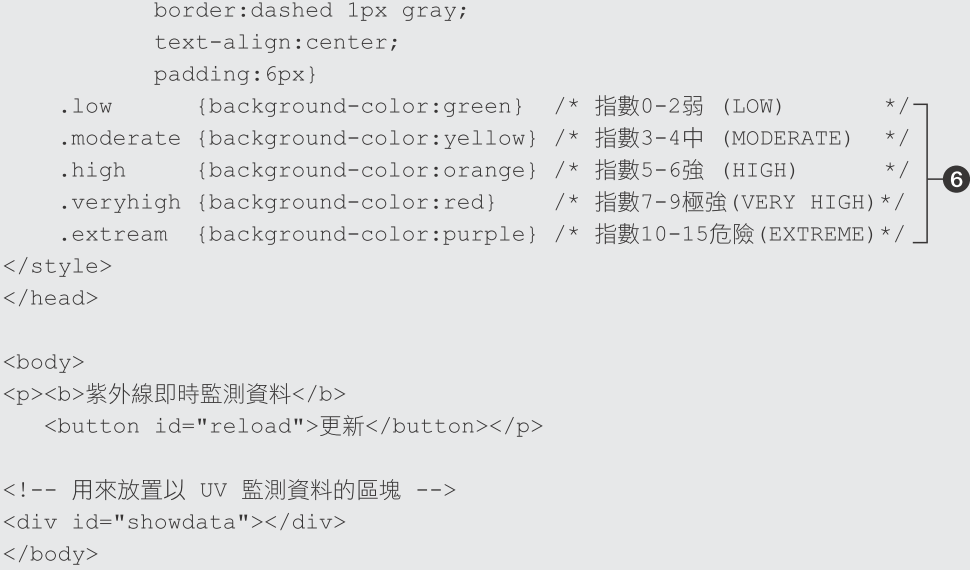 border:dashed 1px gray;
text-align:center;
padding:6px}
.low {background-color:green} /* 指數0-2弱 (LOW) */
.moderate {background-color:yellow} /* 指數3-4中 (MODERATE) */
.high {background-color:orange} /* 指數5-6強 (HIGH) */
.veryhigh {background-color:red} /* 指數7-9極強(VERY HIGH)*/
.extream {background-color:purple} /* 指數10-15危險(EXTREME)*/
❻
</style>
</head>
<body>
<p><b>紫外線即時監測資料</b>
<button id="reload">更新</button></p>
<!-- 用來放置以 UV 監測資料的區塊 -->
<div id="showdata"></div>
</body>